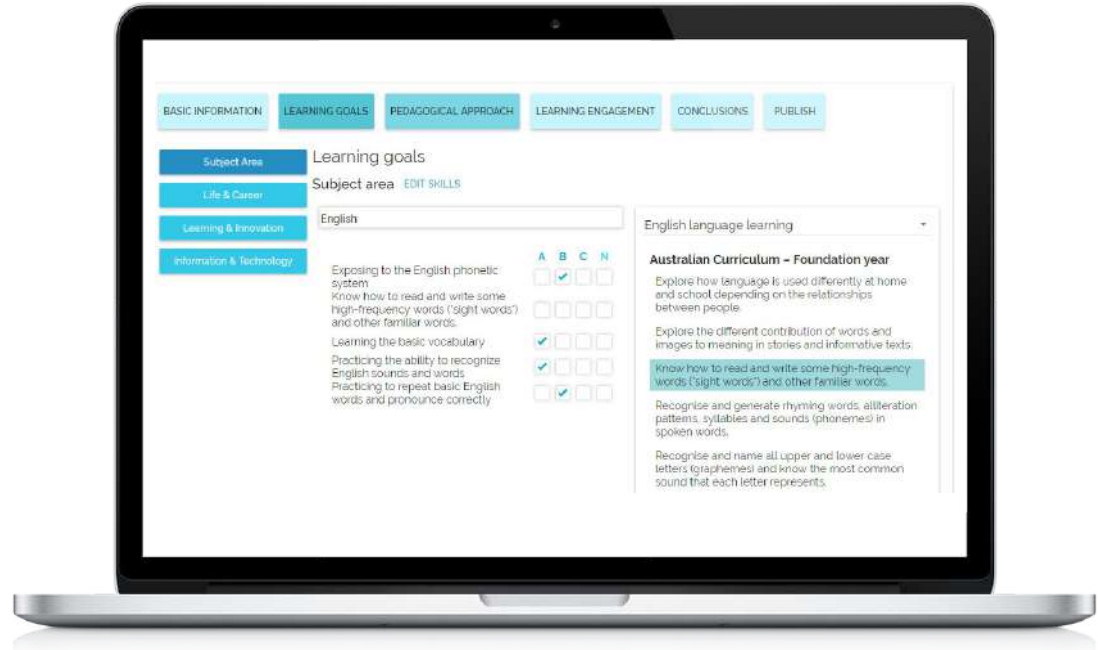 BASIC INFORMATION LEARNING GOALS PEDAGOGICAL APPROACH LEARNING ENGAGEMENT CONCLUSIONS PUBLISH
Subject Area
Life & Career
Learning & Innovation
Information & Technology
Learning goals
Subject area EDIT SKILLS
English
A B C N
Exposing to the English phonetic
system
Know how to read and write some
high-frequency words ('sight words')
and other familiar words.
Learning the basic vocabulary
Practicing the ability to recognize
English sounds and words
Practicing to repeat basic English
words and pronounce correctly
English language learning
Australian Curriculum – Foundation year
Explore how language is used differently at home
and school depending on the relationships
between people.
Explore the different contribution of words and
images to meaning in stories and informative texts.
Know how to read and write some high-frequency
words ('sight words') and other familiar words.
Recognise and generate rhyming words, alliteration
patterns, syllables and sounds (phonemes) in
spoken words.
Recognise and name all upper and lower case
letters (graphemes) and know the most common
sound that each letter represents.